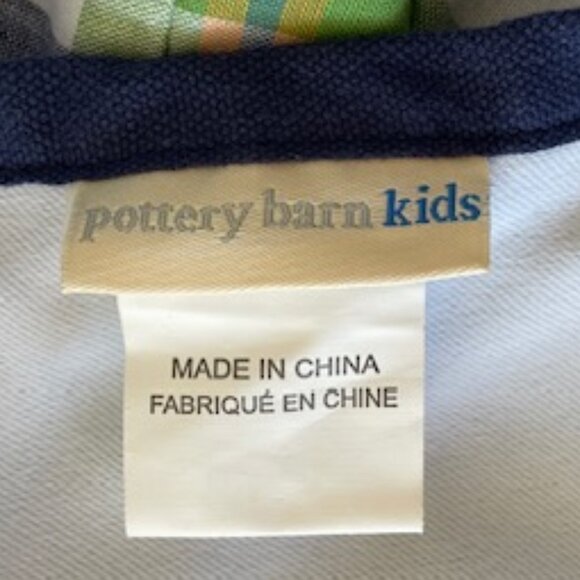 pottery barn kids
MADE IN CHINA
FABRIQUÉ EN CHINE